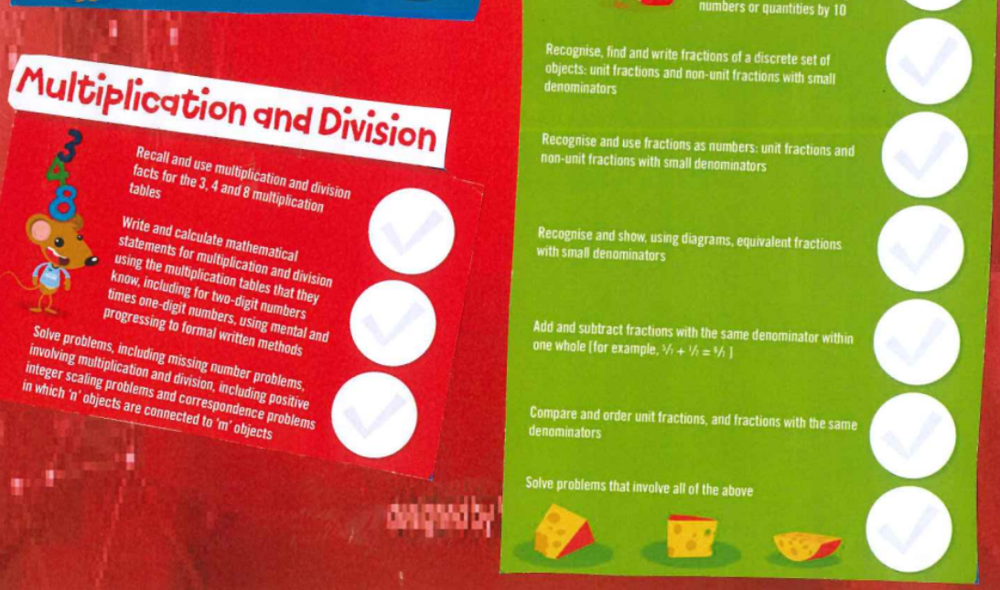 Multiplication and Division
3
4
8
Recall and use multiplication and division
facts for the 3, 4 and 8 multiplication
tables
Write and calculate mathematical
statements for multiplication and division
using the multiplication tables that they
know, including for two-digit numbers
times one-digit numbers, using mental and
progressing to formal written methods
Solve problems, including missing number problems,
involving multiplication and division, including positive
integer scaling problems and correspondence problems
in which 'n' objects are connected to 'm' objects
numbers or quantities by 10
Recognise, find and write fractions of a discrete set of
objects: unit fractions and non-unit fractions with small
denominators
Recognise and use fractions as numbers: unit fractions and
non-unit fractions with small denominators
Recognise and show, using diagrams, equivalent fractions
with small denominators
Add and subtract fractions with the same denominator within
one whole [for example, 5/7 + 1/7 = 6/7 ]
Compare and order unit fractions, and fractions with the same
denominators
Solve problems that involve all of the above